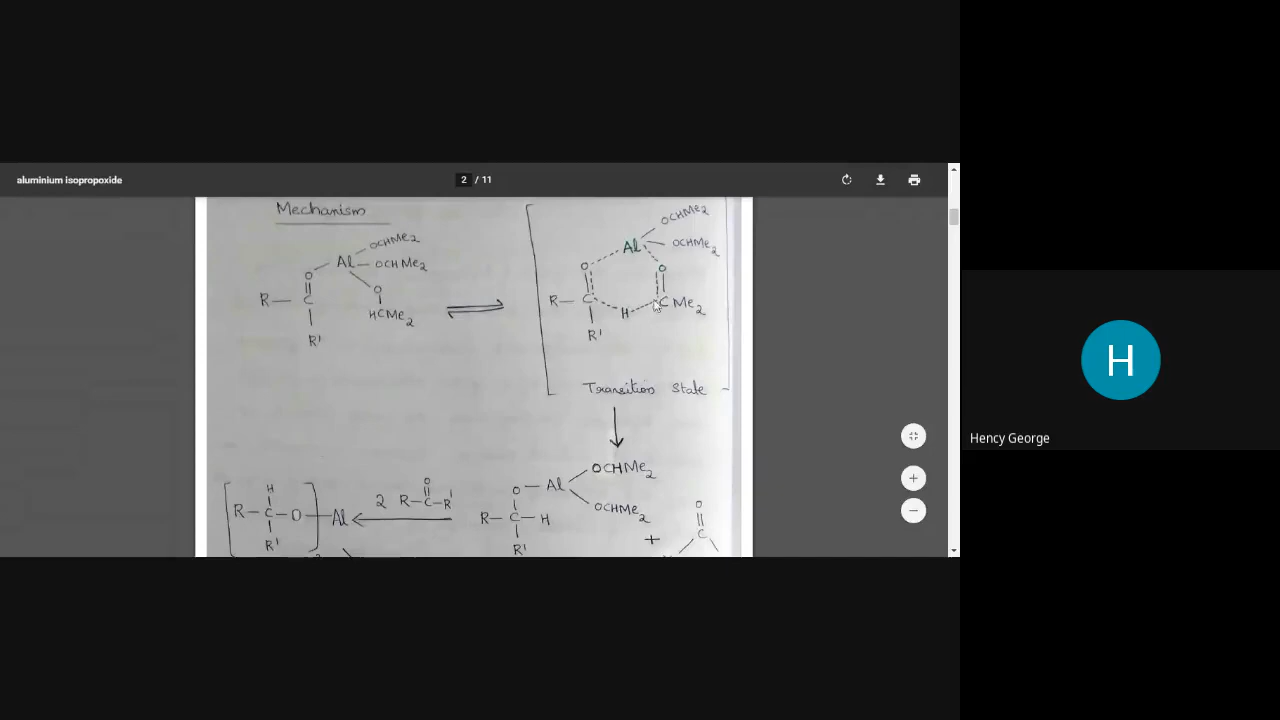 aluminium isopropoxide
2 / 11
Mechanism
OCHMe2
Al
OCHMe2
O
O
R
C
HCMe2
R'
OCHMe2
Al
OCHMe2
O
O
R
C
H
CMe2
R'
Transition State
OCHMe2
O
Al
OCHMe2
R
C
H
R'
+
O
C
2 R-C-R'
O
H
R-C-O
Al
R'
H
Hency George